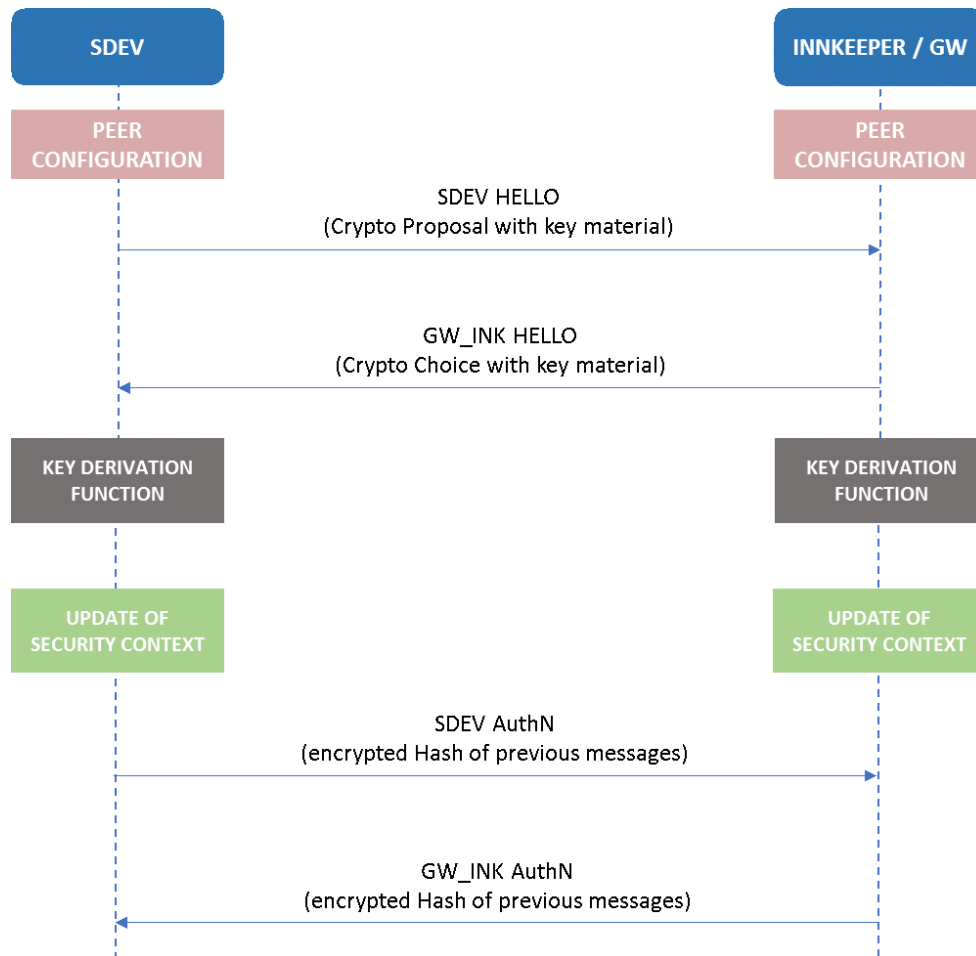 SDEV
INNKEEPER / GW
PEER
CONFIGURATION
PEER
CONFIGURATION
SDEV HELLO
(Crypto Proposal with key material)
GW_INK HELLO
(Crypto Choice with key material)
KEY DERIVATION
FUNCTION
KEY DERIVATION
FUNCTION
UPDATE OF
SECURITY CONTEXT
UPDATE OF
SECURITY CONTEXT
SDEV AuthN
(encrypted Hash of previous messages)
GW_INK AuthN
(encrypted Hash of previous messages)